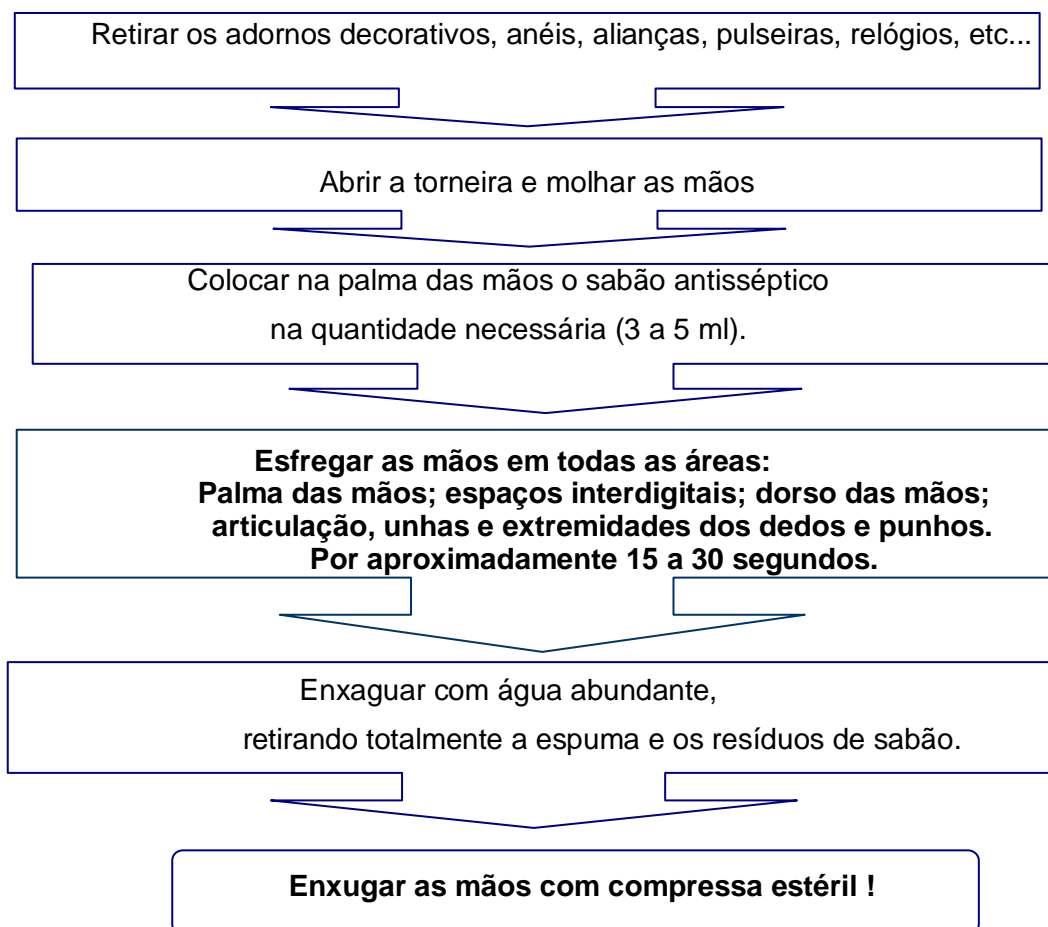 Retirar os adornos decorativos, anéis, alianças, pulseiras, relógios, etc...
Abrir a torneira e molhar as mãos
Colocar na palma das mãos o sabão antisséptico
na quantidade necessária (3 a 5 ml).
Esfregar as mãos em todas as áreas:
Palma das mãos; espaços interdigitais; dorso das mãos;
articulação, unhas e extremidades dos dedos e punhos.
Por aproximadamente 15 a 30 segundos.
Enxaguar com água abundante,
retirando totalmente a espuma e os resíduos de sabão.
Enxugar as mãos com compressa estéril !